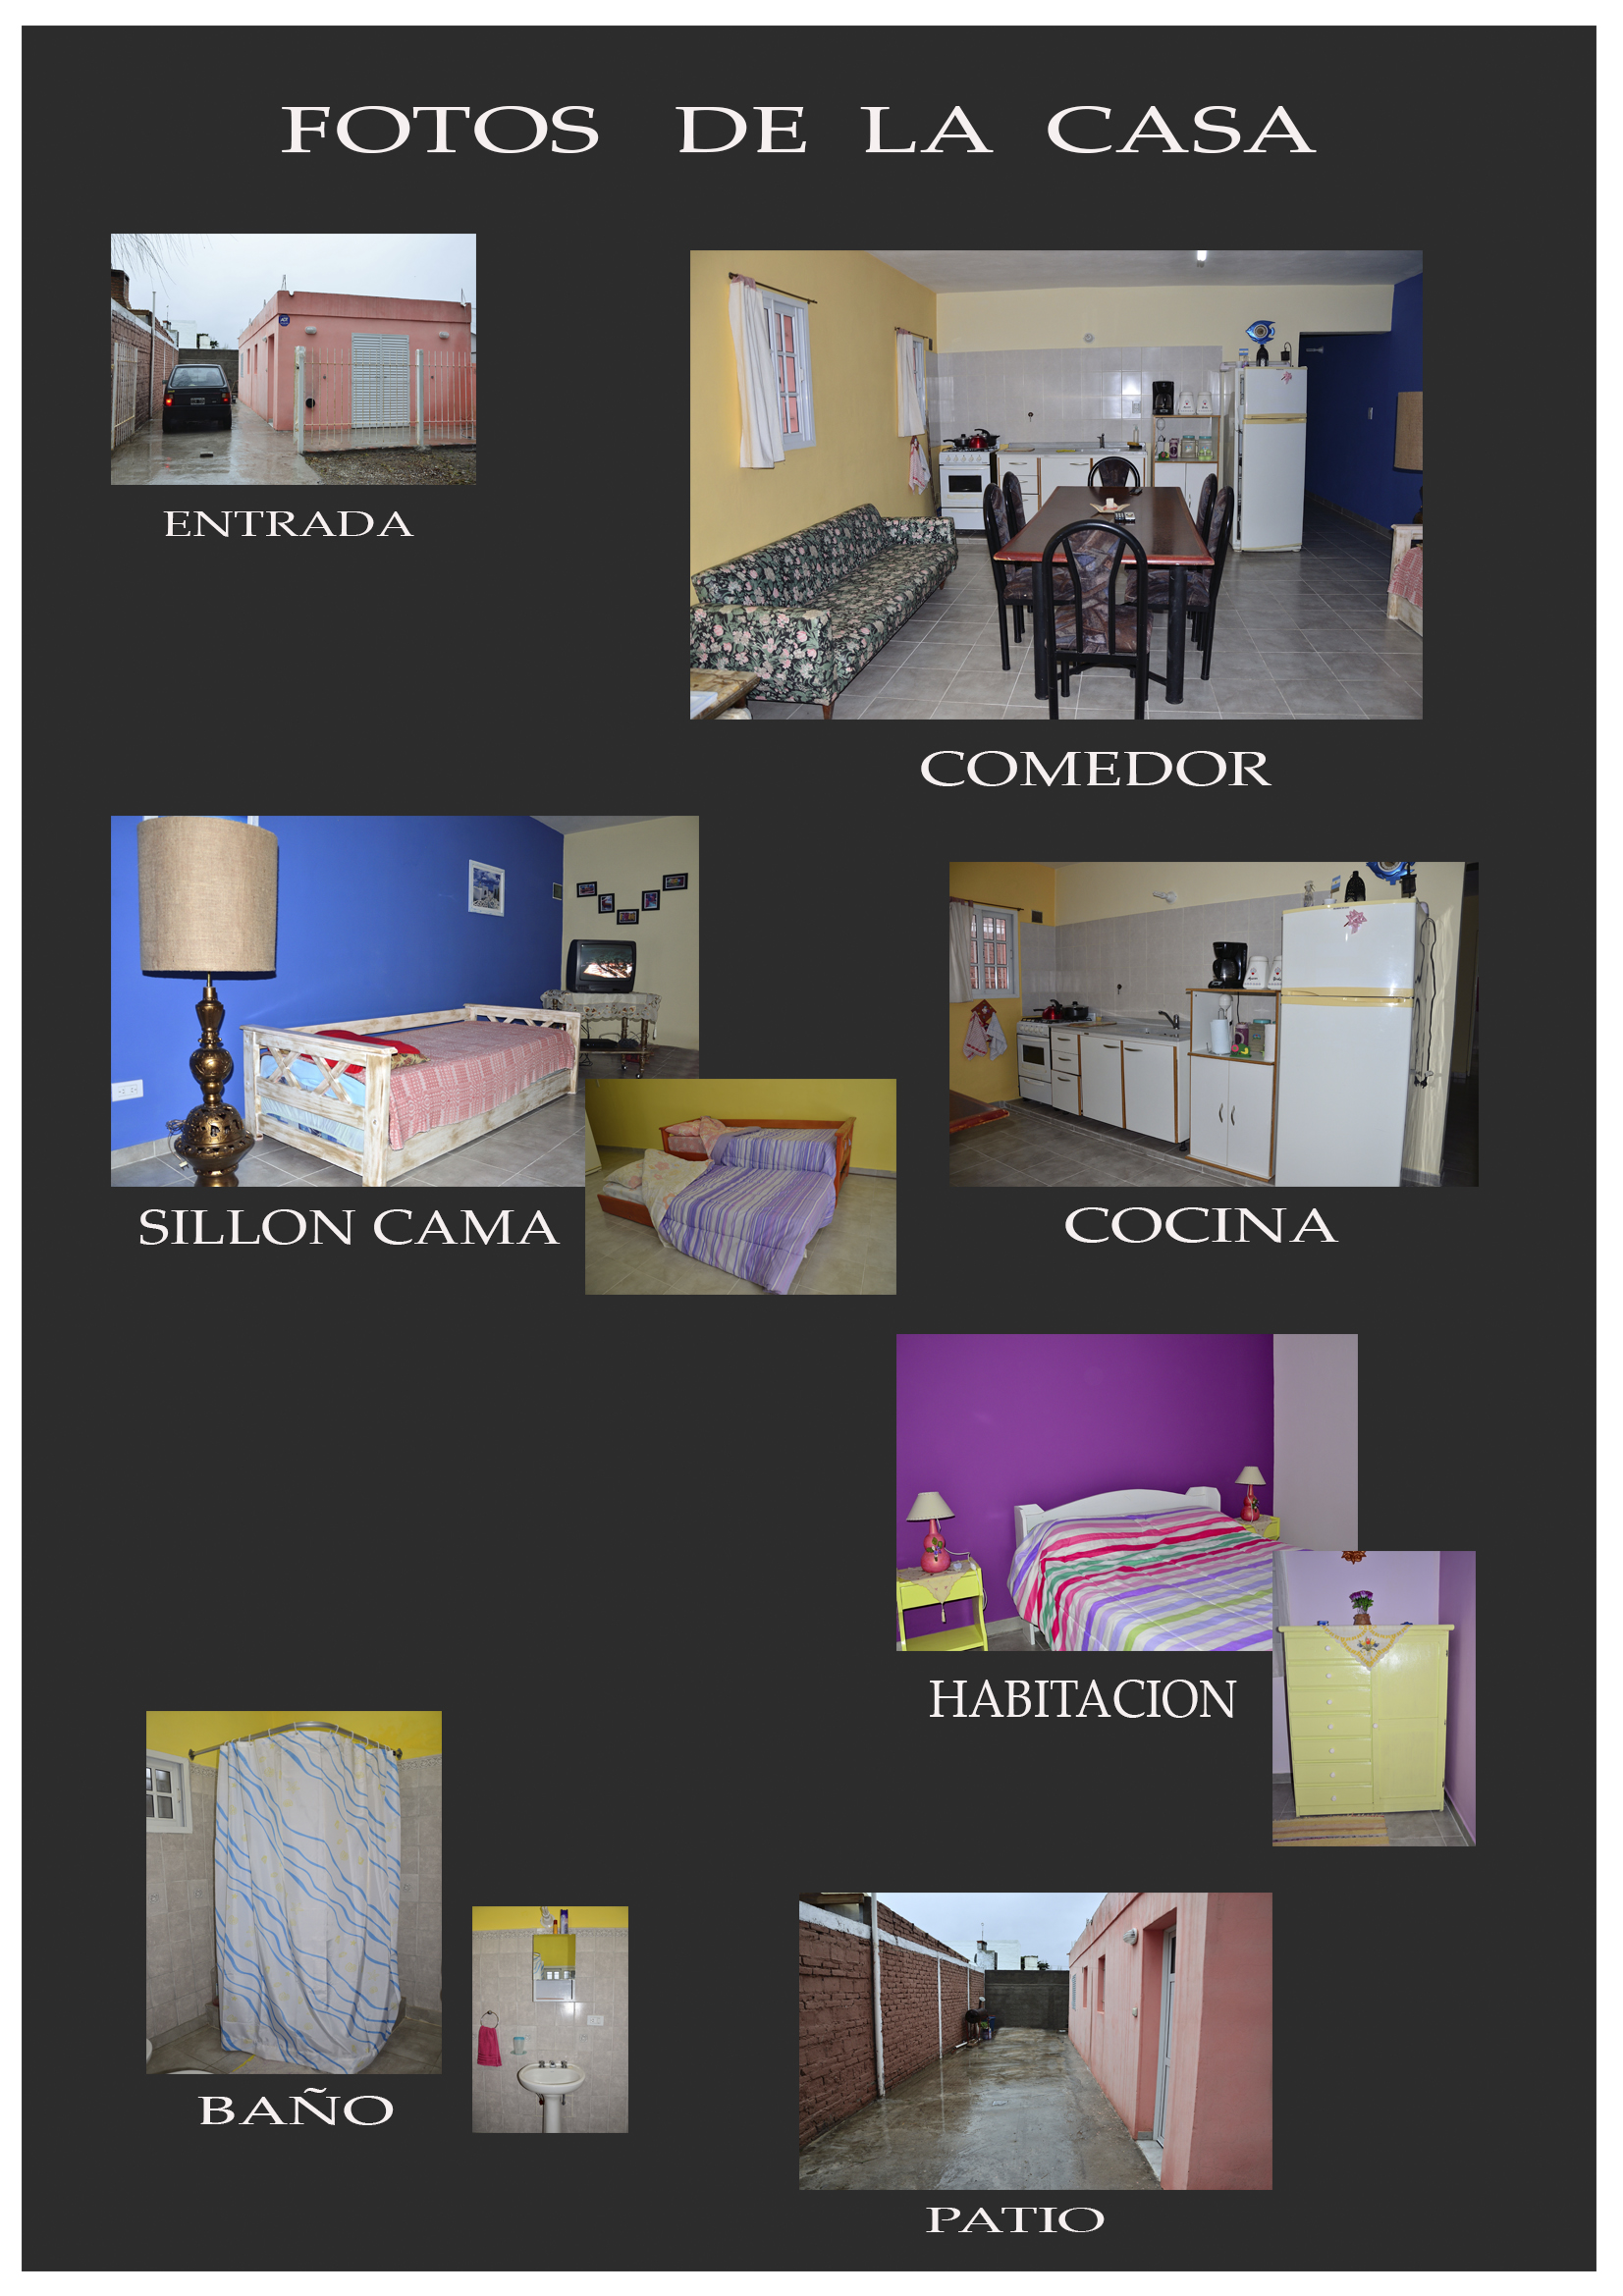 FOTOS DE LA CASA
ENTRADA
COMEDOR
SILLON CAMA
COCINA
HABITACION
BAÑO
PATIO